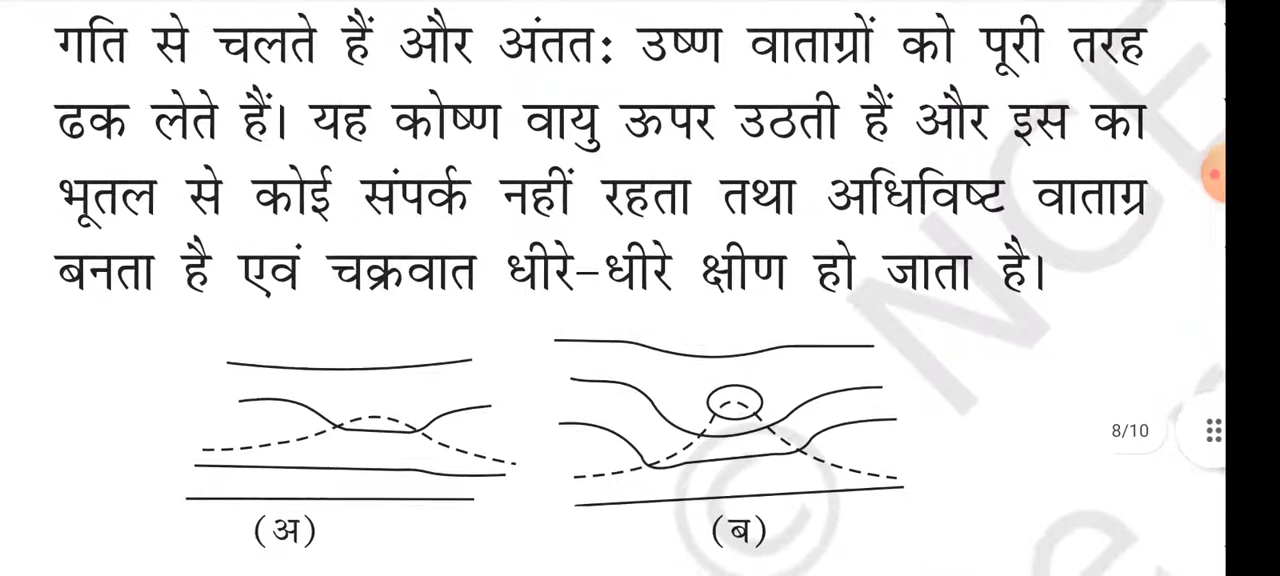 गति से चलते हैं और अंतत: उष्ण वाताग्रों को पूरी तरह
ढक लेते हैं। यह कोष्ण वायु ऊपर उठती हैं और इस का
भूतल से कोई संपर्क नहीं रहता तथा अधिविष्ट वाताग्र
बनता है एवं चक्रवात धीरे-धीरे क्षीण हो जाता है।
8/10
(अ)
(ब)
© NCE